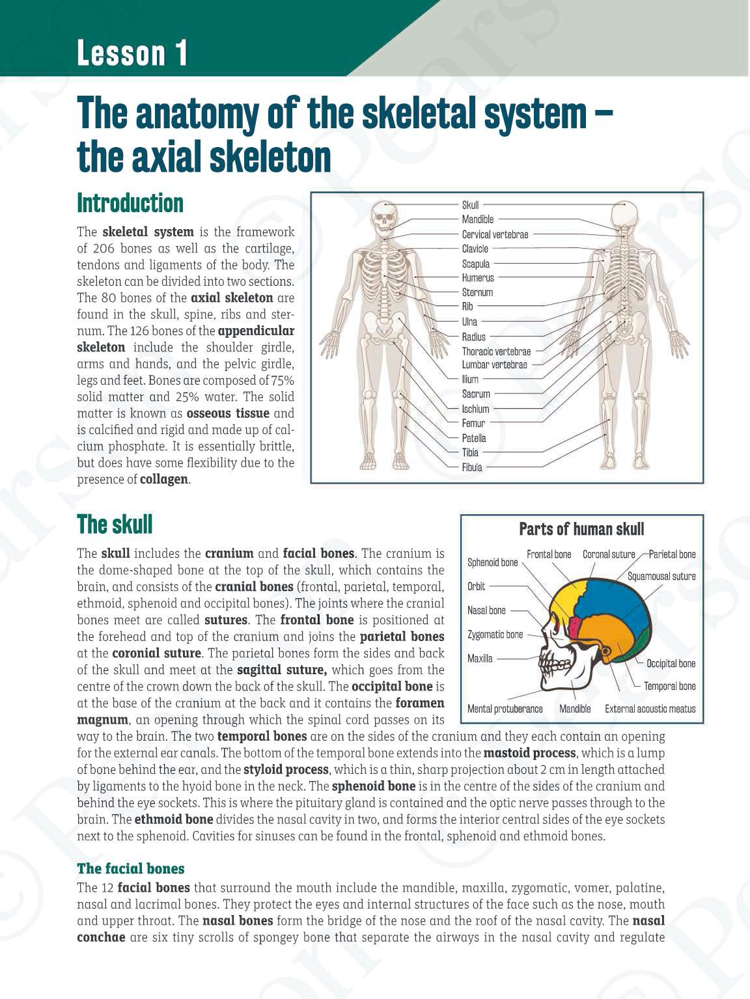 Lesson 1
The anatomy of the skeletal system –
the axial skeleton
Introduction
The skeletal system is the framework
of 206 bones as well as the cartilage,
tendons and ligaments of the body. The
skeleton can be divided into two sections.
The 80 bones of the axial skeleton are
found in the skull, spine, ribs and ster-
num. The 126 bones of the appendicular
skeleton include the shoulder girdle,
arms and hands, and the pelvic girdle,
legs and feet. Bones are composed of 75%
solid matter and 25% water. The solid
matter is known as osseous tissue and
is calcified and rigid and made up of cal-
cium phosphate. It is essentially brittle,
but does have some flexibility due to the
presence of collagen.
Skull
Mandible
Cervical vertebrae
Clavicle
Scapula
Humerus
Sternum
Rib
Ulna
Radius
Thoracic vertebrae
Lumbar vertebrae
Ilium
Sacrum
Ischium
Femur
Patella
Tibia
Fibula
The skull
The skull includes the cranium and facial bones. The cranium is
the dome-shaped bone at the top of the skull, which contains the
brain, and consists of the cranial bones (frontal, parietal, temporal,
ethmoid, sphenoid and occipital bones). The joints where the cranial
bones meet are called sutures. The frontal bone is positioned at
the forehead and top of the cranium and joins the parietal bones
at the coronial suture. The parietal bones form the sides and back
of the skull and meet at the sagittal suture, which goes from the
centre of the crown down the back of the skull. The occipital bone is
at the base of the cranium at the back and it contains the foramen
magnum, an opening through which the spinal cord passes on its
way to the brain. The two temporal bones are on the sides of the cranium and they each contain an opening
for the external ear canals. The bottom of the temporal bone extends into the mastoid process, which is a lump
of bone behind the ear, and the styloid process, which is a thin, sharp projection about 2 cm in length attached
by ligaments to the hyoid bone in the neck. The sphenoid bone is in the centre of the sides of the cranium and
behind the eye sockets. This is where the pituitary gland is contained and the optic nerve passes through to the
brain. The ethmoid bone divides the nasal cavity in two, and forms the interior central sides of the eye sockets
next to the sphenoid. Cavities for sinuses can be found in the frontal, sphenoid and ethmoid bones.
Parts of human skull
Frontal bone
Coronal suture
Parietal bone
Sphenoid bone
Squamousal suture
Orbit
Nasal bone
Zygomatic bone
Maxilla
Occipital bone
Temporal bone
Mental protuberance
Mandible
External acoustic meatus
The facial bones
The 12 facial bones that surround the mouth include the mandible, maxilla, zygomatic, vomer, palatine,
nasal and lacrimal bones. They protect the eyes and internal structures of the face such as the nose, mouth
and upper throat. The nasal bones form the bridge of the nose and the roof of the nasal cavity. The nasal
conchae are six tiny scrolls of spongey bone that separate the airways in the nasal cavity and regulate
© Pearson
© Pearson
© Pearson